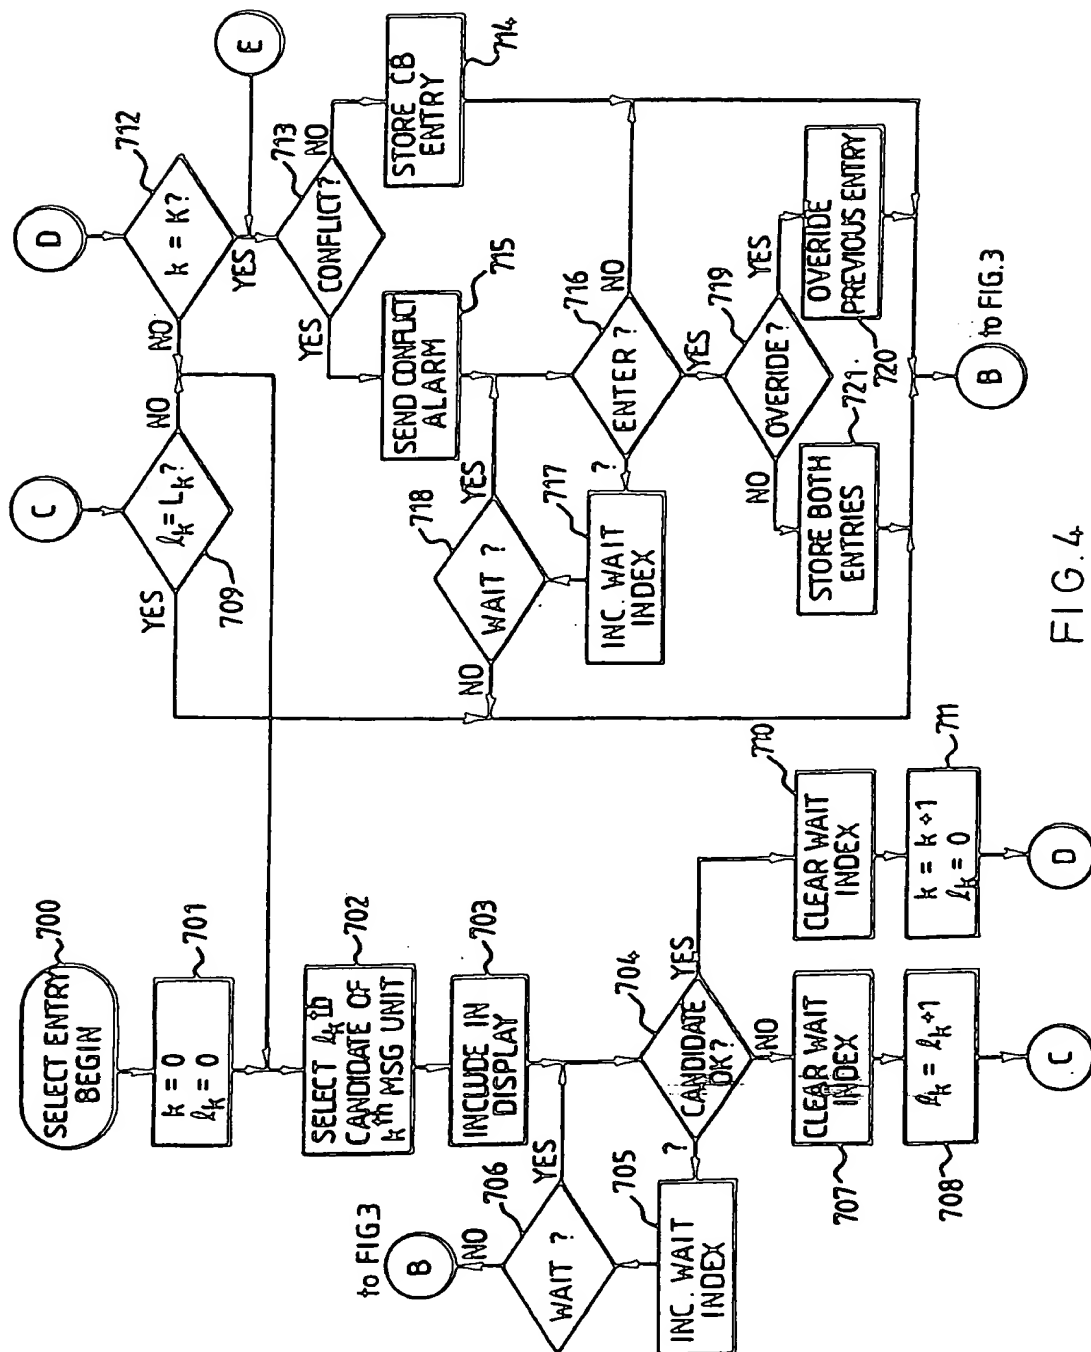 SELECT ENTRY
BEGIN
700
k = 0
ℓk = 0
701
SELECT ℓk th
CANDIDATE OF
kth MSG UNIT
702
INCLUDE IN
DISPLAY
703
CANDIDATE
OK?
704
YES
NO
?
INC. WAIT
INDEX
705
WAIT ?
706
YES
NO
B
to FIG3
CLEAR WAIT
INDEX
707
ℓk = ℓk+1
708
C
CLEAR WAIT
INDEX
710
k = k+1
ℓk = 0
711
D
C
ℓk = Lk?
709
YES
NO
D
k = K?
712
NO
YES
E
CONFLICT?
713
YES
NO
STORE CB
ENTRY
714
SEND CONFLICT
ALARM
715
ENTER ?
716
NO
YES
?
INC. WAIT
INDEX
717
WAIT ?
718
YES
NO
OVERIDE?
719
YES
NO
OVERIDE
PREVIOUS ENTRY
720
STORE BOTH
ENTRIES
721
B
to FIG.3
FIG. 4